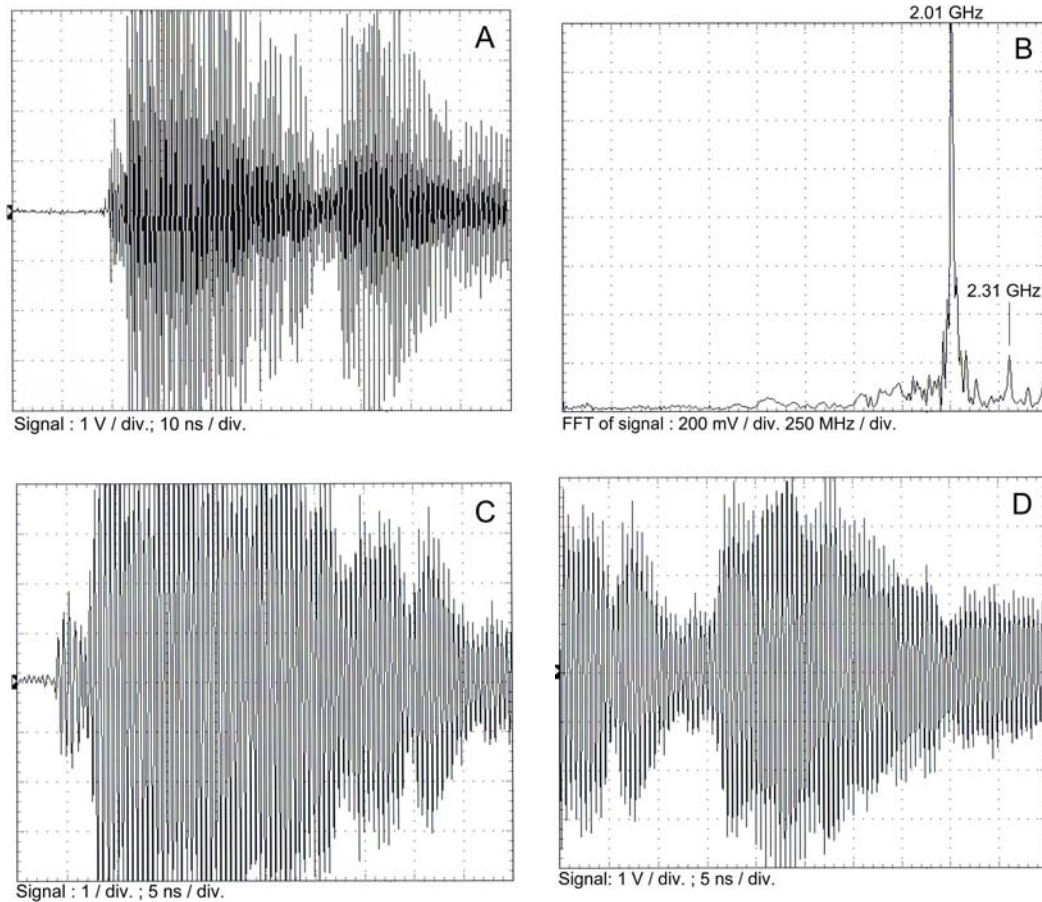 A
Signal : 1 V / div.; 10 ns / div.
2.01 GHz
B
2.31 GHz
FFT of signal : 200 mV / div. 250 MHz / div.
C
Signal : 1 / div. ; 5 ns / div.
D
Signal: 1 V / div. ; 5 ns / div.